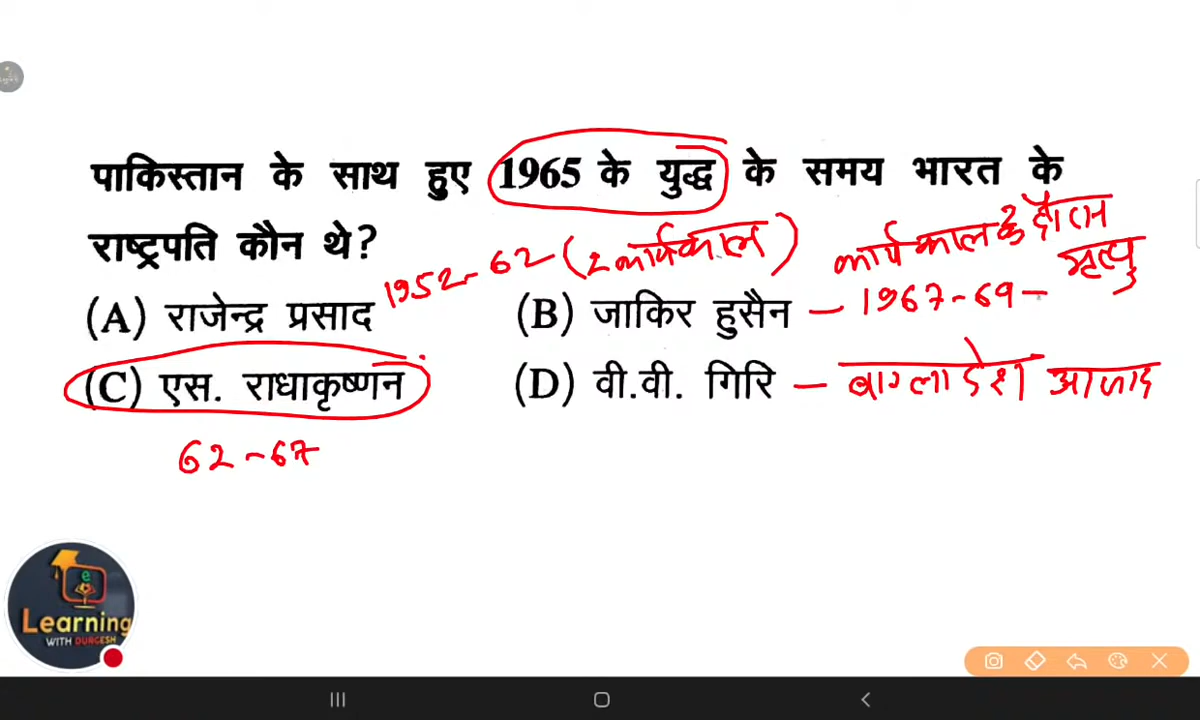 पाकिस्तान के साथ हुए 1965 के युद्ध के समय भारत के
राष्ट्रपति कौन थे?
1952-62 (2 कार्यकाल)
कार्यकाल के दौरान
मृत्यु
(A) राजेन्द्र प्रसाद
(B) जाकिर हुसैन - 1967-69-
(C) एस. राधाकृष्णन
(D) वी.वी. गिरि - बाग्लादेश आजाद
62-67
e
Learning
WITH DURGESH